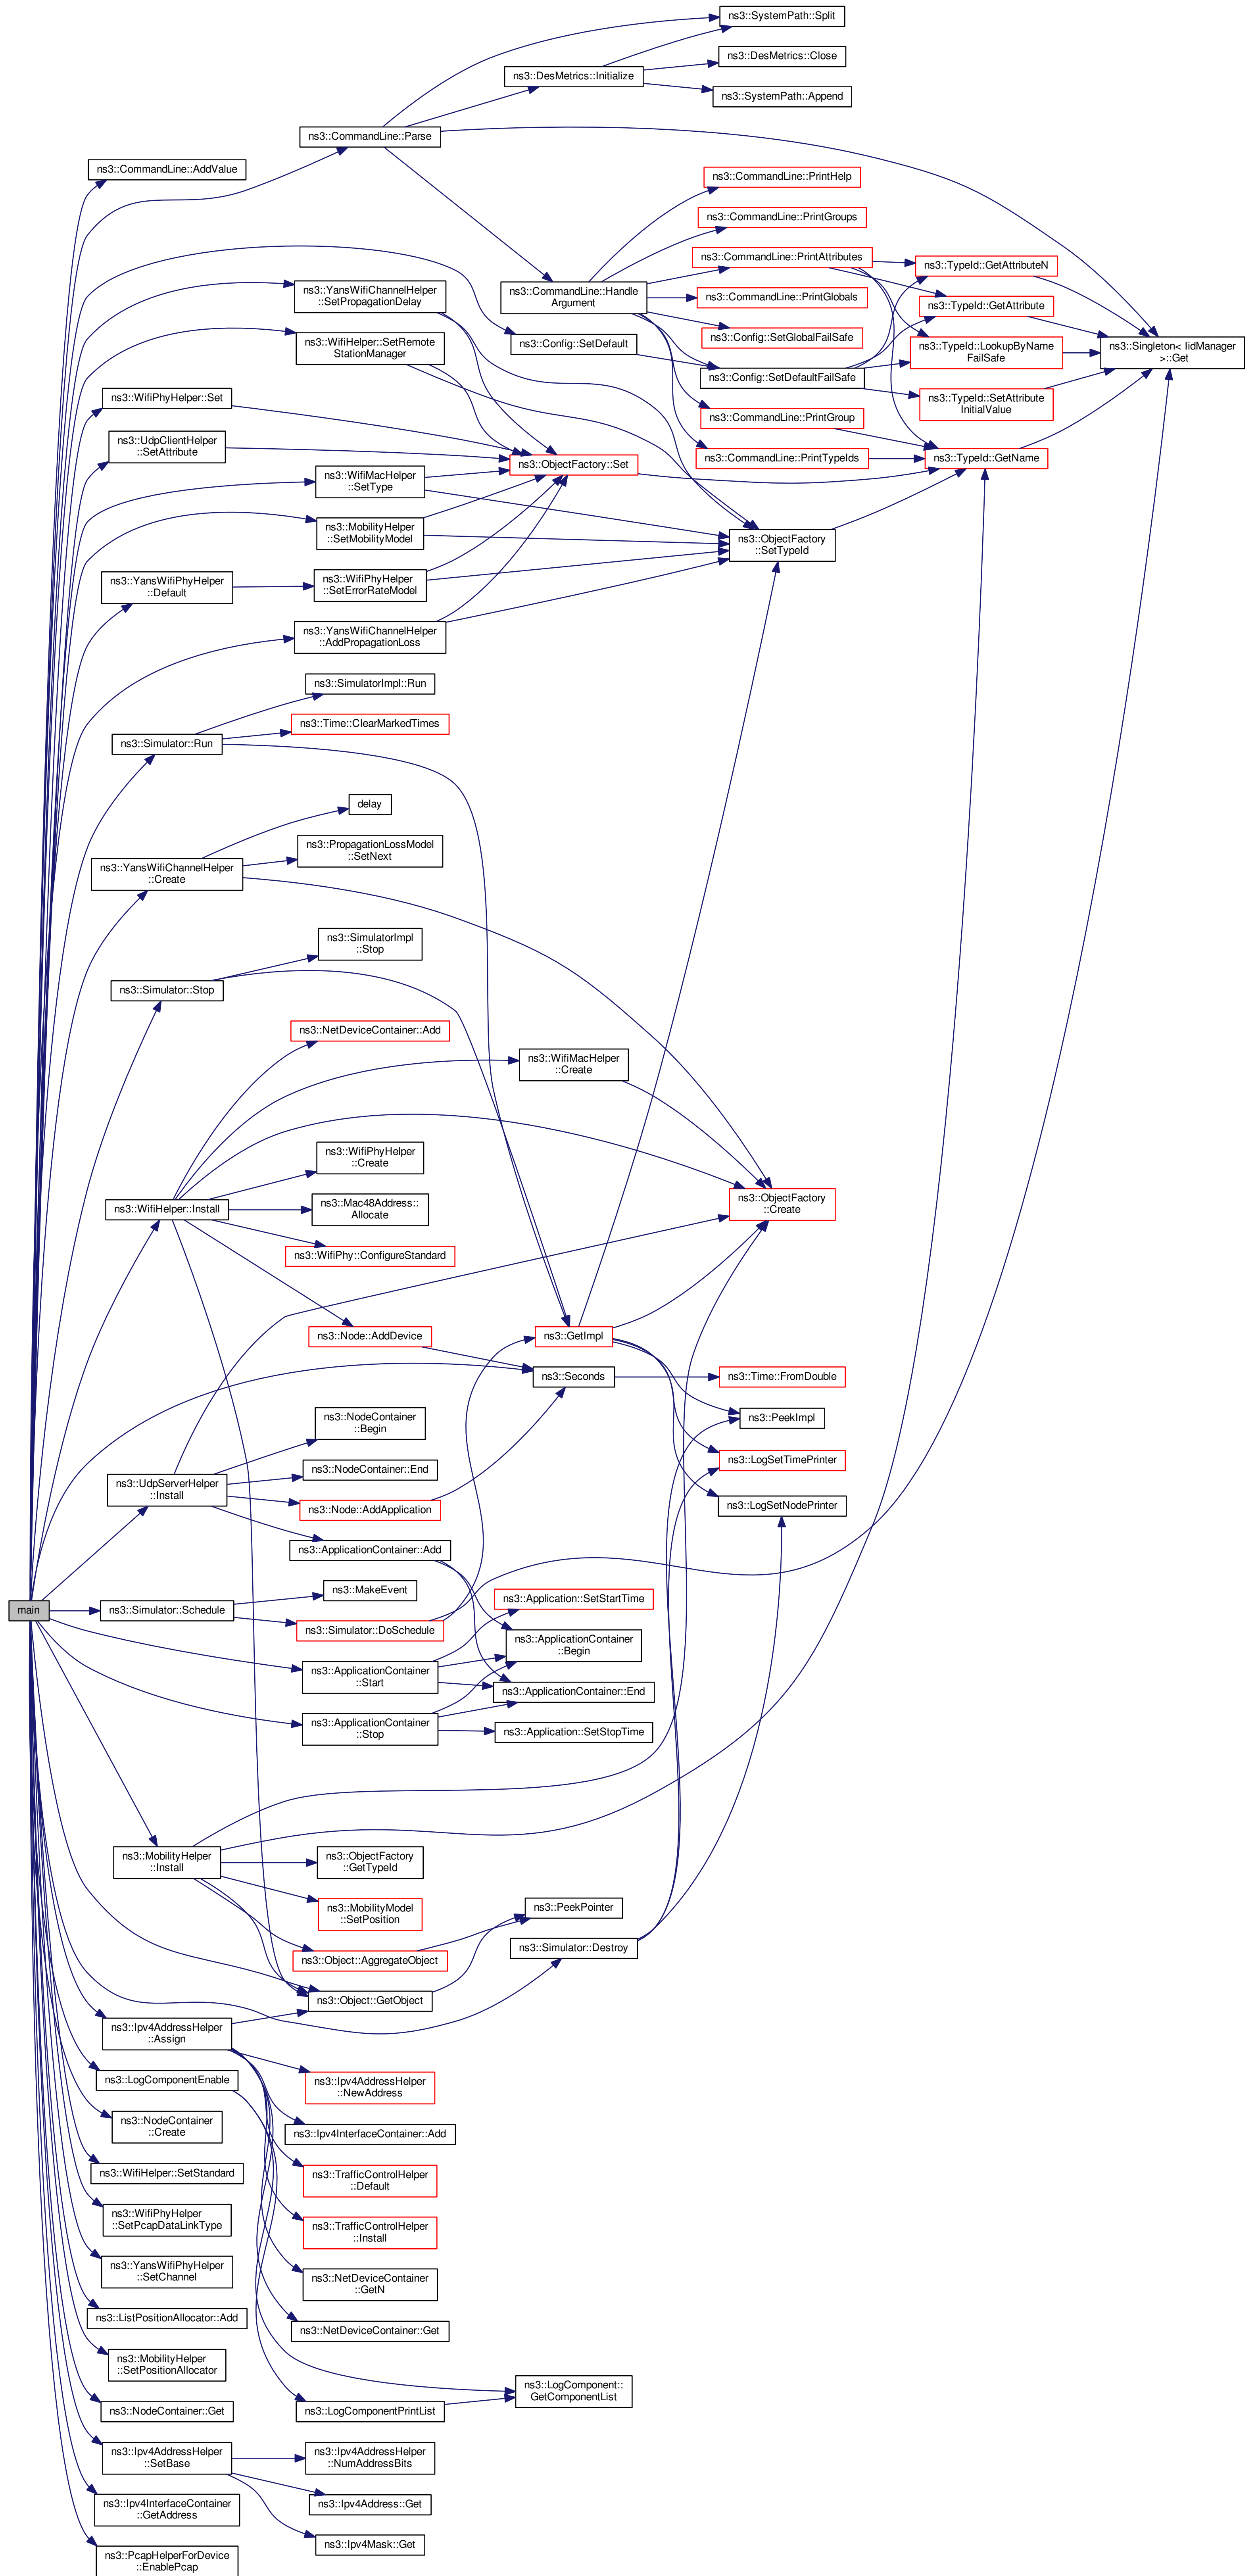 ns3::SystemPath::Split
ns3::DesMetrics::Close
ns3::DesMetrics::Initialize
ns3::SystemPath::Append
ns3::CommandLine::Parse
ns3::CommandLine::AddValue
ns3::CommandLine::PrintHelp
ns3::CommandLine::PrintGroups
ns3::CommandLine::PrintAttributes
ns3::TypeId::GetAttributeN
ns3::YansWifiChannelHelper
::SetPropagationDelay
ns3::CommandLine::Handle
Argument
ns3::CommandLine::PrintGlobals
ns3::TypeId::GetAttribute
ns3::Config::SetGlobalFailSafe
ns3::WifiHelper::SetRemote
StationManager
ns3::Config::SetDefault
ns3::TypeId::LookupByName
FailSafe
ns3::Singleton< IidManager
>::Get
ns3::Config::SetDefaultFailSafe
ns3::WifiPhyHelper::Set
ns3::TypeId::SetAttribute
InitialValue
ns3::CommandLine::PrintGroup
ns3::UdpClientHelper
::SetAttribute
ns3::CommandLine::PrintTypeIds
ns3::TypeId::GetName
ns3::ObjectFactory::Set
ns3::WifiMacHelper
::SetType
ns3::MobilityHelper
::SetMobilityModel
ns3::ObjectFactory
::SetTypeId
ns3::YansWifiPhyHelper
::Default
ns3::WifiPhyHelper
::SetErrorRateModel
ns3::YansWifiChannelHelper
::AddPropagationLoss
ns3::SimulatorImpl::Run
ns3::Time::ClearMarkedTimes
ns3::Simulator::Run
delay
ns3::PropagationLossModel
::SetNext
ns3::YansWifiChannelHelper
::Create
ns3::SimulatorImpl
::Stop
ns3::Simulator::Stop
ns3::NetDeviceContainer::Add
ns3::WifiMacHelper
::Create
ns3::WifiPhyHelper
::Create
ns3::WifiHelper::Install
ns3::Mac48Address::
Allocate
ns3::ObjectFactory
::Create
ns3::WifiPhy::ConfigureStandard
ns3::Node::AddDevice
ns3::GetImpl
ns3::Seconds
ns3::Time::FromDouble
ns3::NodeContainer
::Begin
ns3::PeekImpl
ns3::NodeContainer::End
ns3::LogSetTimePrinter
ns3::UdpServerHelper
::Install
ns3::Node::AddApplication
ns3::LogSetNodePrinter
ns3::ApplicationContainer::Add
ns3::MakeEvent
ns3::Application::SetStartTime
main
ns3::Simulator::Schedule
ns3::Simulator::DoSchedule
ns3::ApplicationContainer
::Begin
ns3::ApplicationContainer
::Start
ns3::ApplicationContainer::End
ns3::ApplicationContainer
::Stop
ns3::Application::SetStopTime
ns3::MobilityHelper
::Install
ns3::ObjectFactory
::GetTypeId
ns3::MobilityModel
::SetPosition
ns3::PeekPointer
ns3::Object::AggregateObject
ns3::Simulator::Destroy
ns3::Object::GetObject
ns3::Ipv4AddressHelper
::Assign
ns3::LogComponentEnable
ns3::Ipv4AddressHelper
::NewAddress
ns3::NodeContainer
::Create
ns3::Ipv4InterfaceContainer::Add
ns3::WifiHelper::SetStandard
ns3::TrafficControlHelper
::Default
ns3::WifiPhyHelper
::SetPcapDataLinkType
ns3::TrafficControlHelper
::Install
ns3::YansWifiPhyHelper
::SetChannel
ns3::NetDeviceContainer
::GetN
ns3::ListPositionAllocator::Add
ns3::NetDeviceContainer::Get
ns3::MobilityHelper
::SetPositionAllocator
ns3::LogComponent::
GetComponentList
ns3::NodeContainer::Get
ns3::LogComponentPrintList
ns3::Ipv4AddressHelper
::SetBase
ns3::Ipv4AddressHelper
::NumAddressBits
ns3::Ipv4InterfaceContainer
::GetAddress
ns3::Ipv4Address::Get
ns3::Ipv4Mask::Get
ns3::PcapHelperForDevice
::EnablePcap